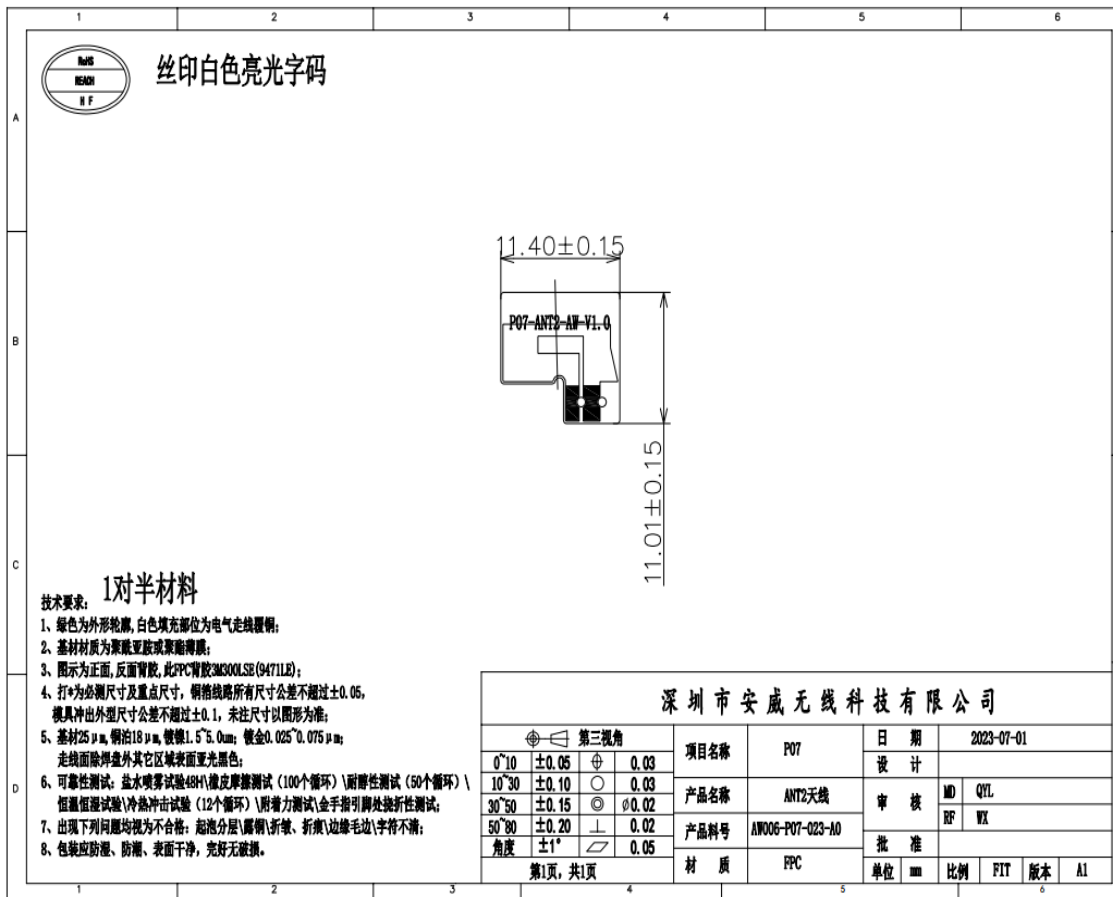 1 2 3 4 5 6
RoHS
REACH
H F
丝印白色亮光字码
A
B
C
D
11.40±0.15
P07-ANT2-AW-V1.0
11.01±0.15
1对半材料
技术要求:
1、绿色为外形轮廓,白色填充部位为电气走线覆铜;
2、基材材质为聚酰亚胺或聚酯薄膜;
3、图示为正面,反面背胶,此FPC背胶3M300LSE(9471LE);
4、打*为必测尺寸及重点尺寸, 铜箔线路所有尺寸公差不超过±0.05,
模具冲出外型尺寸公差不超过±0.1, 未注尺寸以图形为准;
5、基材25μm,铜泊18μm,镀镍1.5~5.0um; 镀金0.025~0.075μm;
走线面除焊盘外其它区域表面亚光黑色;
6、可靠性测试: 盐水喷雾试验48H\橡皮摩擦测试 (100个循环) \耐醇性测试 (50个循环) \
恒温恒湿试验\冷热冲击试验 (12个循环) \附着力测试\金手指引脚处挠折性测试;
7、出现下列问题均视为不合格: 起泡分层\露铜\折皱、折痕\边缘毛边\字符不清;
8、包装应防湿、防潮、表面干净, 完好无破损。
深圳市安威无线科技有限公司
第三视角
0~10 ±0.05 0.03
10~30 ±0.10 0.03
30~50 ±0.15  φ0.02
50~80 ±0.20 0.02
角度 ±1° 0.05
第1页, 共1页
项目名称 P07
产品名称 ANT2天线
产品料号 AW006-P07-023-A0
材 质 FPC
日 期 2023-07-01
设 计
审 核 MD QYL
RF WX
批 准
单位 mm 比例 FIT 版本 A1
1 2 3 4 5 6